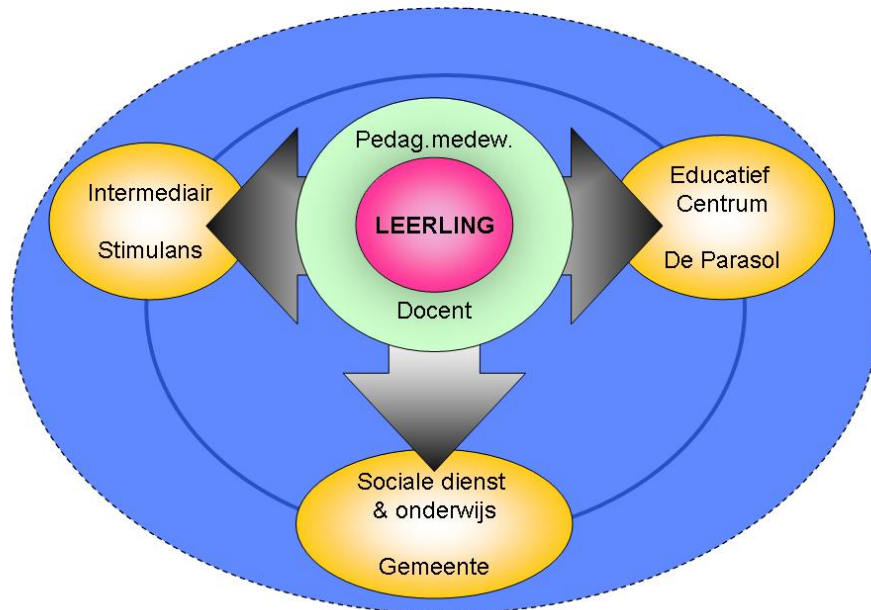 Pedag.medew.
LEERLING
Docent
Intermediair
Stimulans
Educatief
Centrum
De Parasol
Sociale dienst
& onderwijs
Gemeente